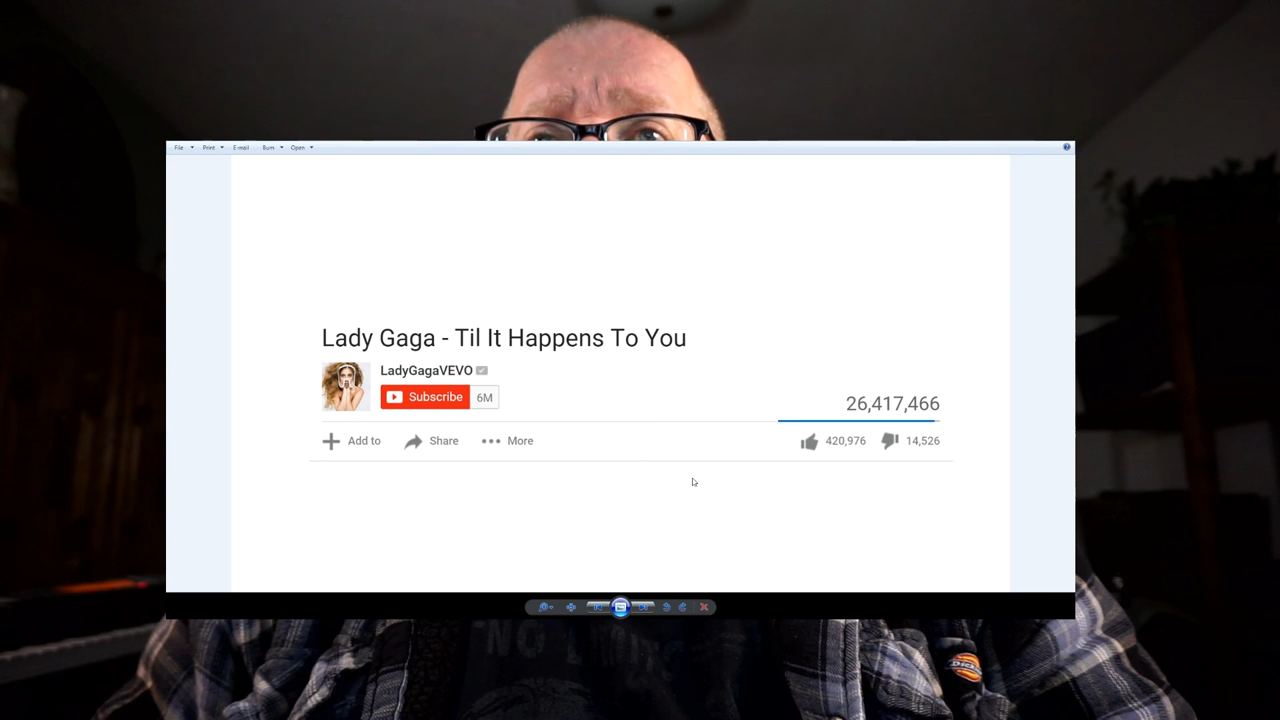 File Print E-mail Burn Open
Lady Gaga - Til It Happens To You
LadyGagaVEVO
Subscribe 6M
26,417,466
Add to Share More 420,976 14,526
NO